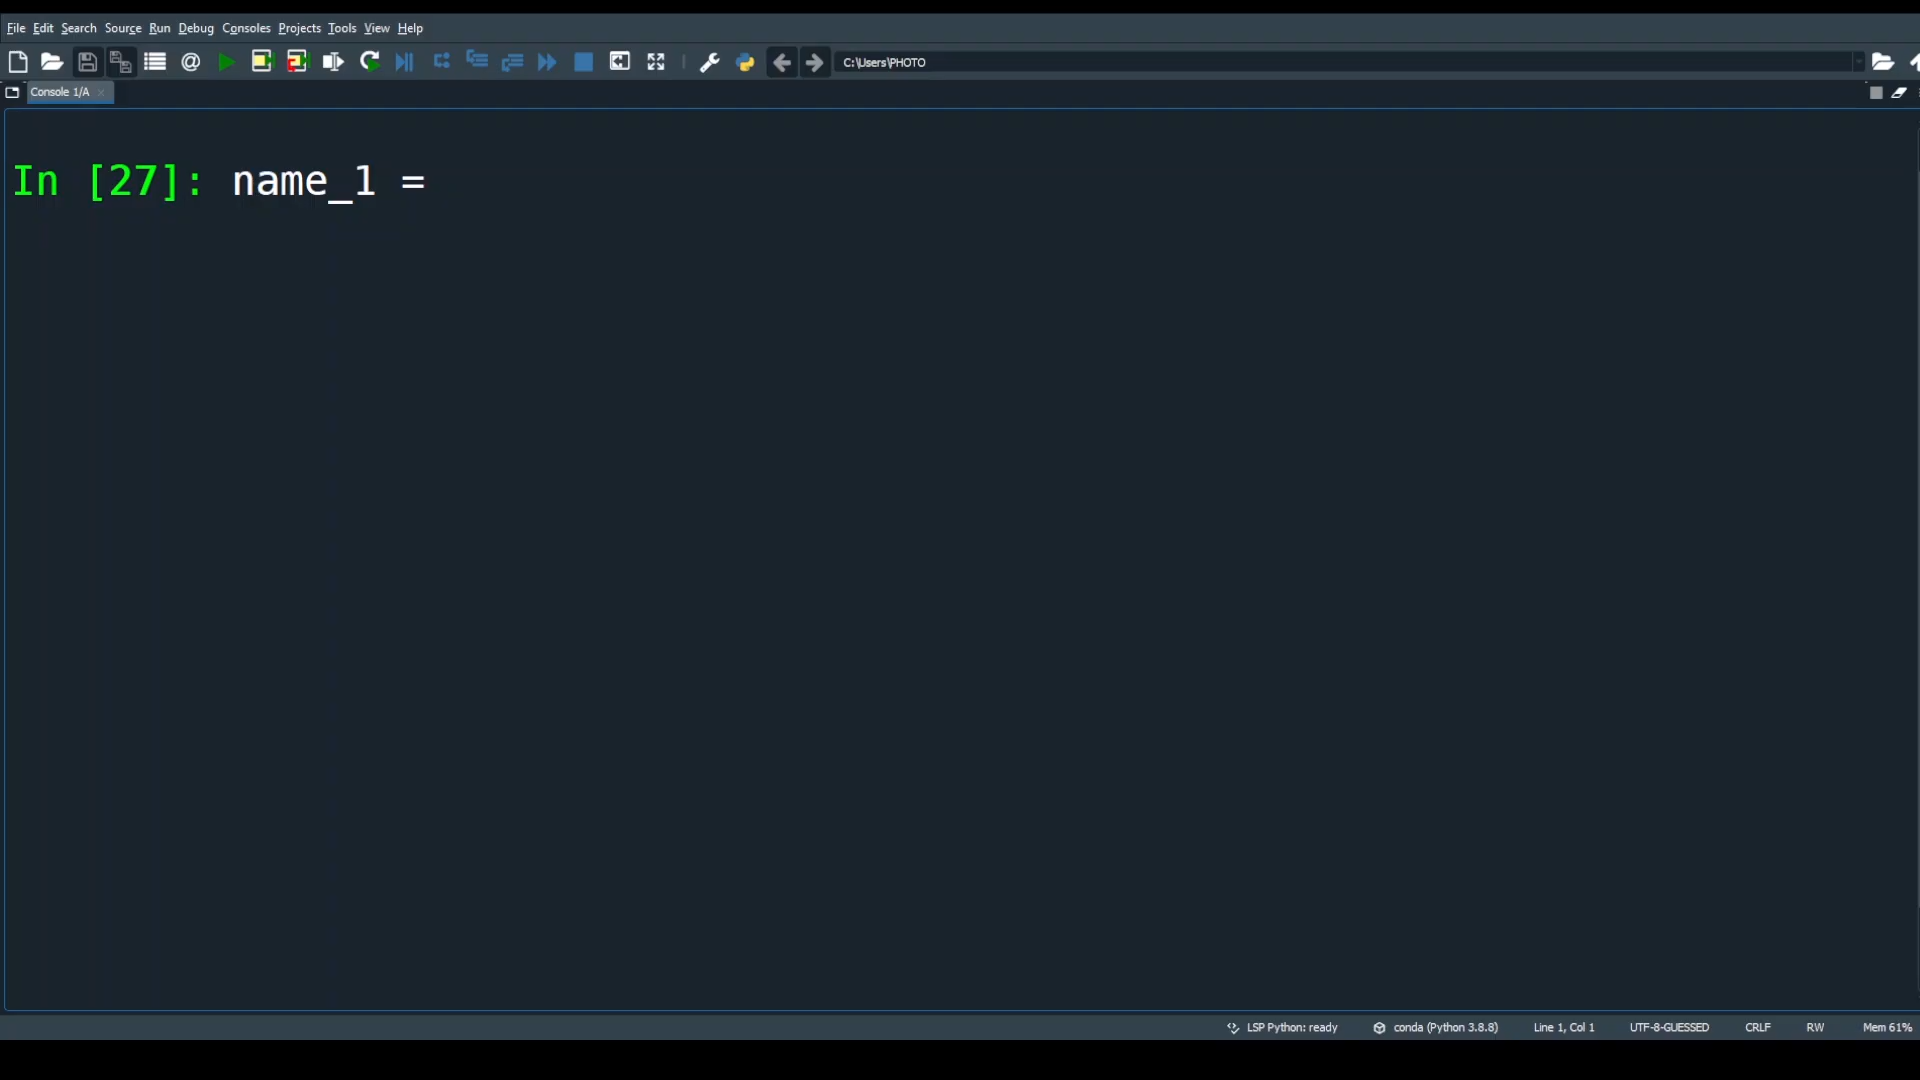 File Edit Search Source Run Debug Consoles Projects Tools View Help
C:\Users\PHOTO
Console 1/A
In [27]: name_1 =
LSP Python: ready conda (Python 3.8.8) Line 1, Col 1 UTF-8-GUESSED CRLF RW Mem 61%